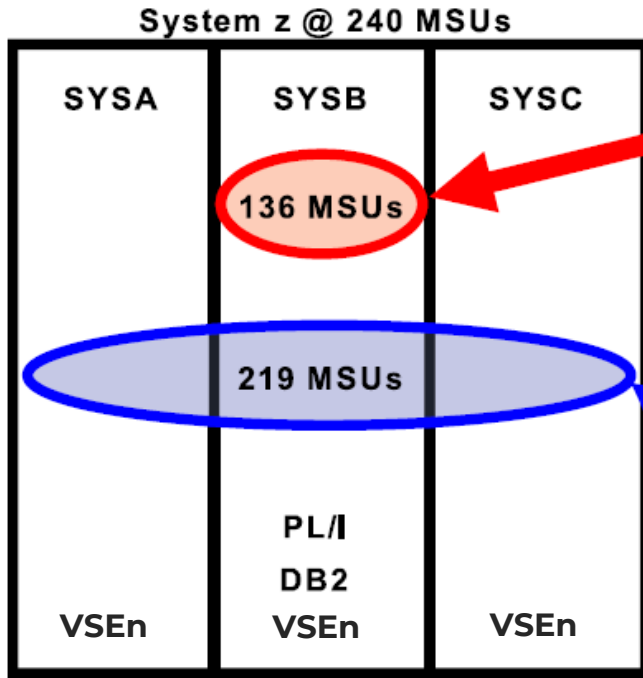 System z @ 240 MSUs
SYSA SYSB SYSC
136 MSUs
219 MSUs
PL/I
DB2
VSEn VSEn VSEn